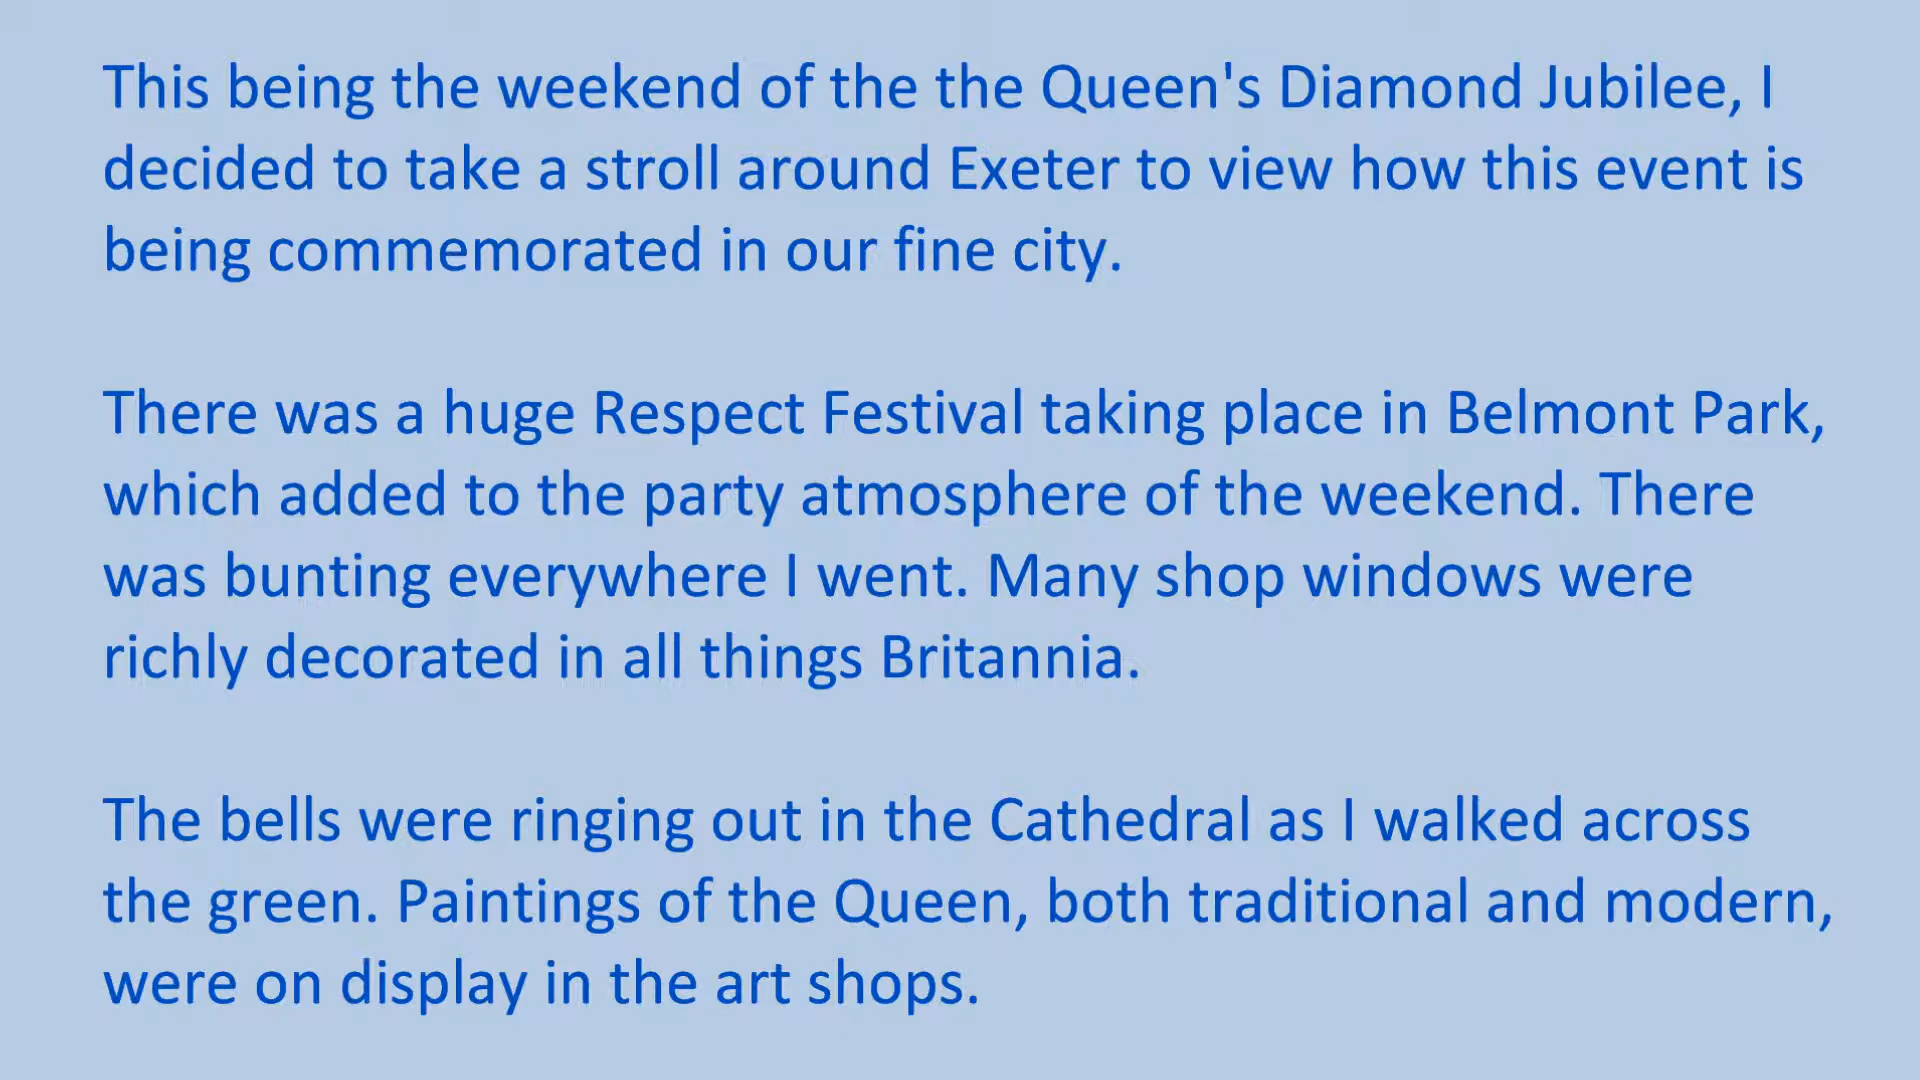 This being the weekend of the the Queen's Diamond Jubilee, I
decided to take a stroll around Exeter to view how this event is
being commemorated in our fine city.
There was a huge Respect Festival taking place in Belmont Park,
which added to the party atmosphere of the weekend. There
was bunting everywhere I went. Many shop windows were
richly decorated in all things Britannia.
The bells were ringing out in the Cathedral as I walked across
the green. Paintings of the Queen, both traditional and modern,
were on display in the art shops.